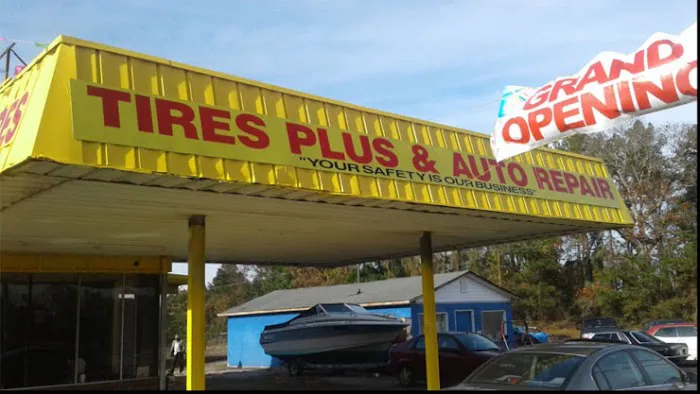 TIRES PLUS & AUTO REPAIR
"YOUR SAFETY IS OUR BUSINESS"
GRAND
OPENING